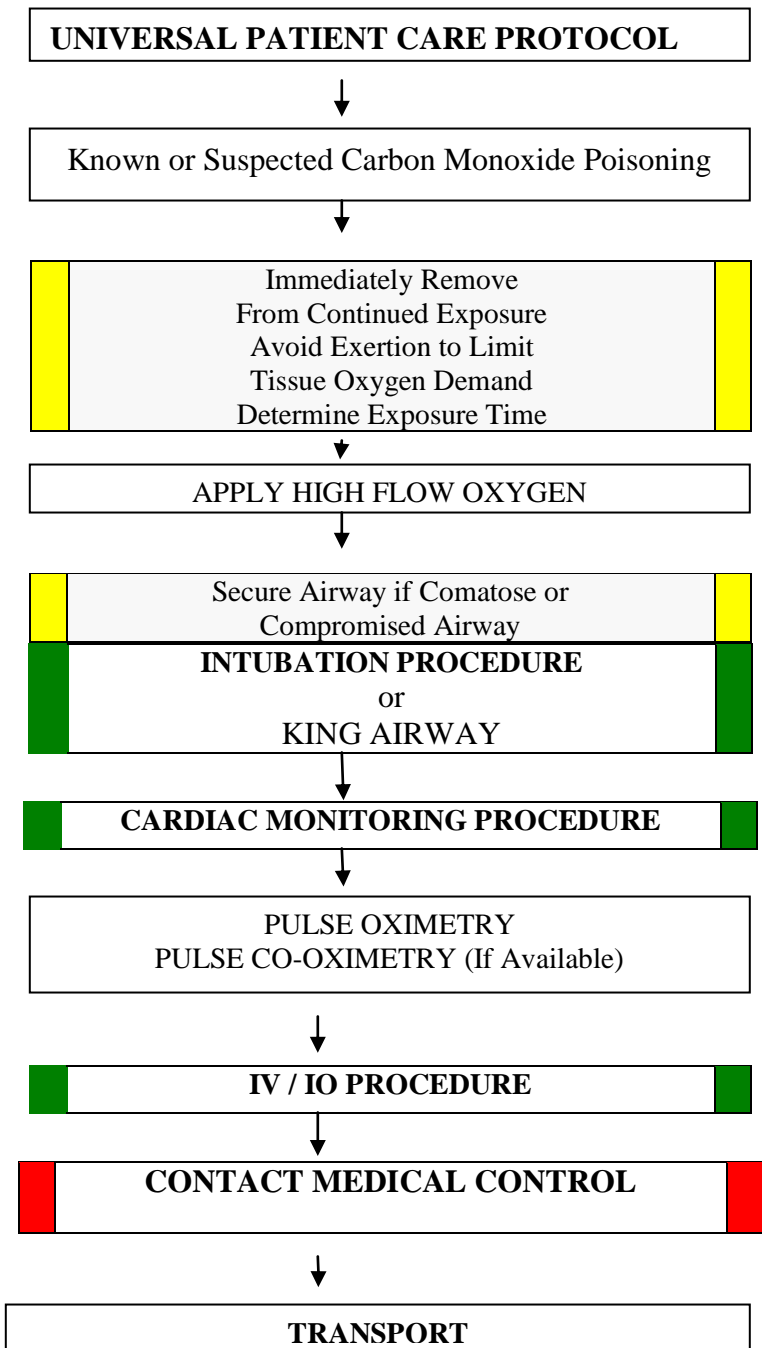 UNIVERSAL PATIENT CARE PROTOCOL
Known or Suspected Carbon Monoxide Poisoning
Immediately Remove
From Continued Exposure
Avoid Exertion to Limit
Tissue Oxygen Demand
Determine Exposure Time
APPLY HIGH FLOW OXYGEN
Secure Airway if Comatose or
Compromised Airway
INTUBATION PROCEDURE
or
KING AIRWAY
CARDIAC MONITORING PROCEDURE
PULSE OXIMETRY
PULSE CO-OXIMETRY (If Available)
IV / IO PROCEDURE
CONTACT MEDICAL CONTROL
TRANSPORT